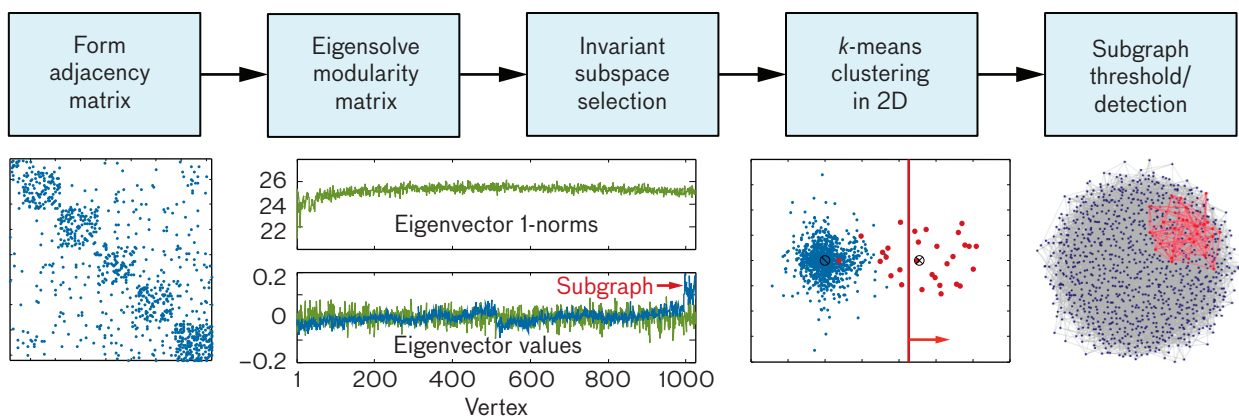 Form
adjacency
matrix
Eigensolve
modularity
matrix
Invariant
subspace
selection
k-means
clustering
in 2D
Subgraph
threshold/
detection
26
24
22
Eigenvector 1-norms
0.2
0
-0.2
Subgraph
Eigenvector values
1 200 400 600 800 1000
Vertex